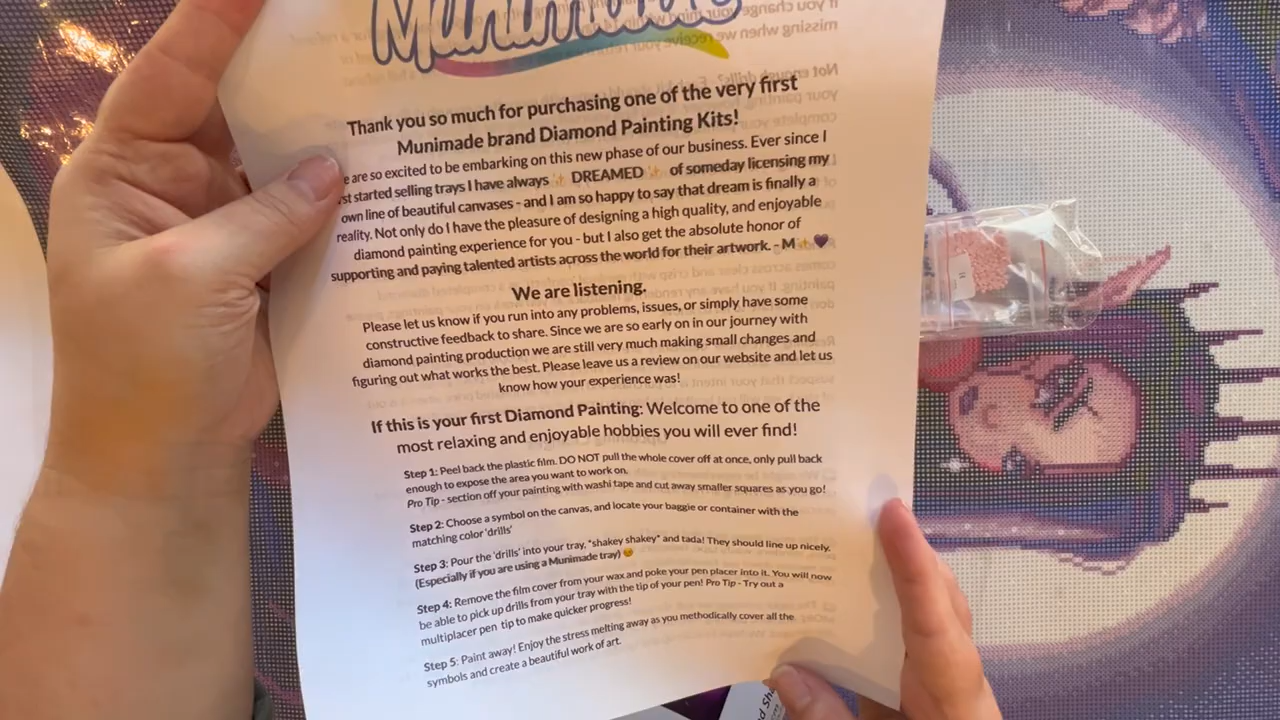 Munimade
Thank you so much for purchasing one of the very first
Munimade brand Diamond Painting Kits!
e are so excited to be embarking on this new phase of our business. Ever since I
st started selling trays I have always ✨ DREAMED ✨ of someday licensing my
own line of beautiful canvases - and I am so happy to say that dream is finally a
reality. Not only do I have the pleasure of designing a high quality, and enjoyable
diamond painting experience for you - but I also get the absolute honor of
supporting and paying talented artists across the world for their artwork. - M✨💜
We are listening.
Please let us know if you run into any problems, issues, or simply have some
constructive feedback to share. Since we are so early on in our journey with
diamond painting production we are still very much making small changes and
figuring out what works the best. Please leave us a review on our website and let us
know how your experience was!
If this is your first Diamond Painting: Welcome to one of the
most relaxing and enjoyable hobbies you will ever find!
Step 1: Peel back the plastic film. DO NOT pull the whole cover off at once, only pull back
enough to expose the area you want to work on.
Pro Tip - section off your painting with washi tape and cut away smaller squares as you go!
Step 2: Choose a symbol on the canvas, and locate your baggie or container with the
matching color 'drills'
Step 3: Pour the 'drills' into your tray, *shakey shakey* and tada! They should line up nicely.
(Especially if you are using a Munimade tray) 😉
Step 4: Remove the film cover from your wax and poke your pen placer into it. You will now
be able to pick up drills from your tray with the tip of your pen! Pro Tip - Try out a
multiplacer pen tip to make quicker progress!
Step 5: Paint away! Enjoy the stress melting away as you methodically cover all the
symbols and create a beautiful work of art.